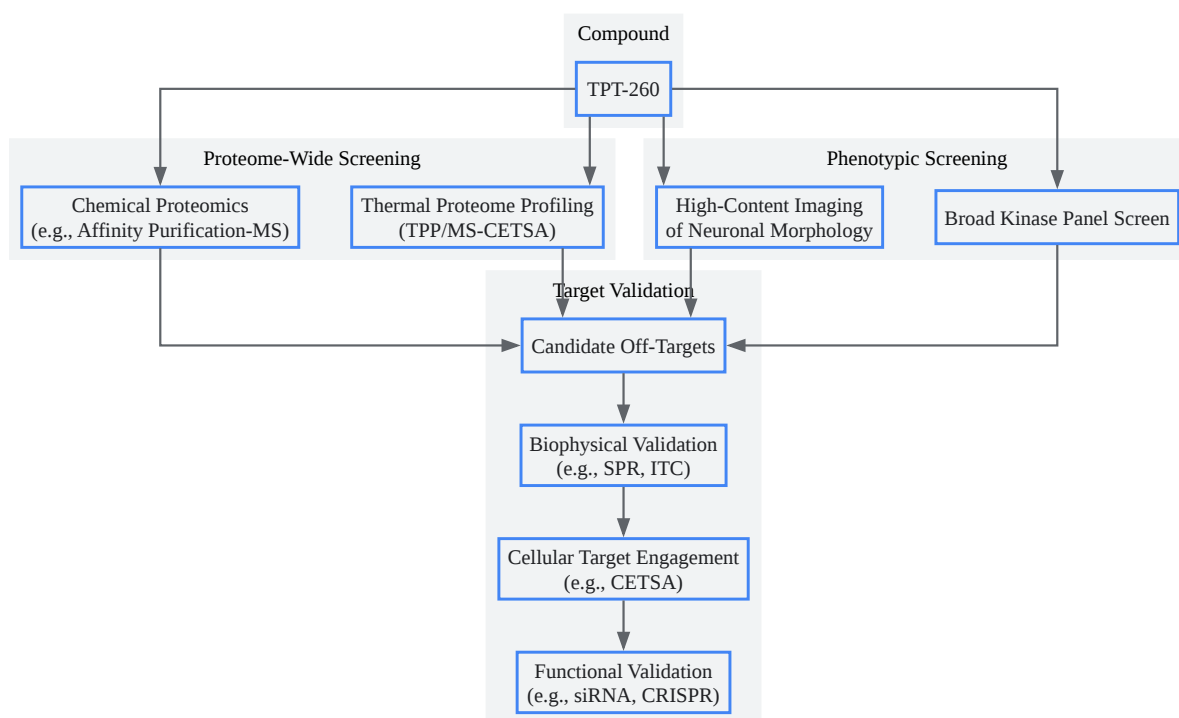 Compound
TPT-260
Proteome-Wide Screening
Phenotypic Screening
Chemical Proteomics
(e.g., Affinity Purification-MS)
Thermal Proteome Profiling
(TPP/MS-CETSA)
High-Content Imaging
of Neuronal Morphology
Broad Kinase Panel Screen
Target Validation
Candidate Off-Targets
Biophysical Validation
(e.g., SPR, ITC)
Cellular Target Engagement
(e.g., CETSA)
Functional Validation
(e.g., siRNA, CRISPR)